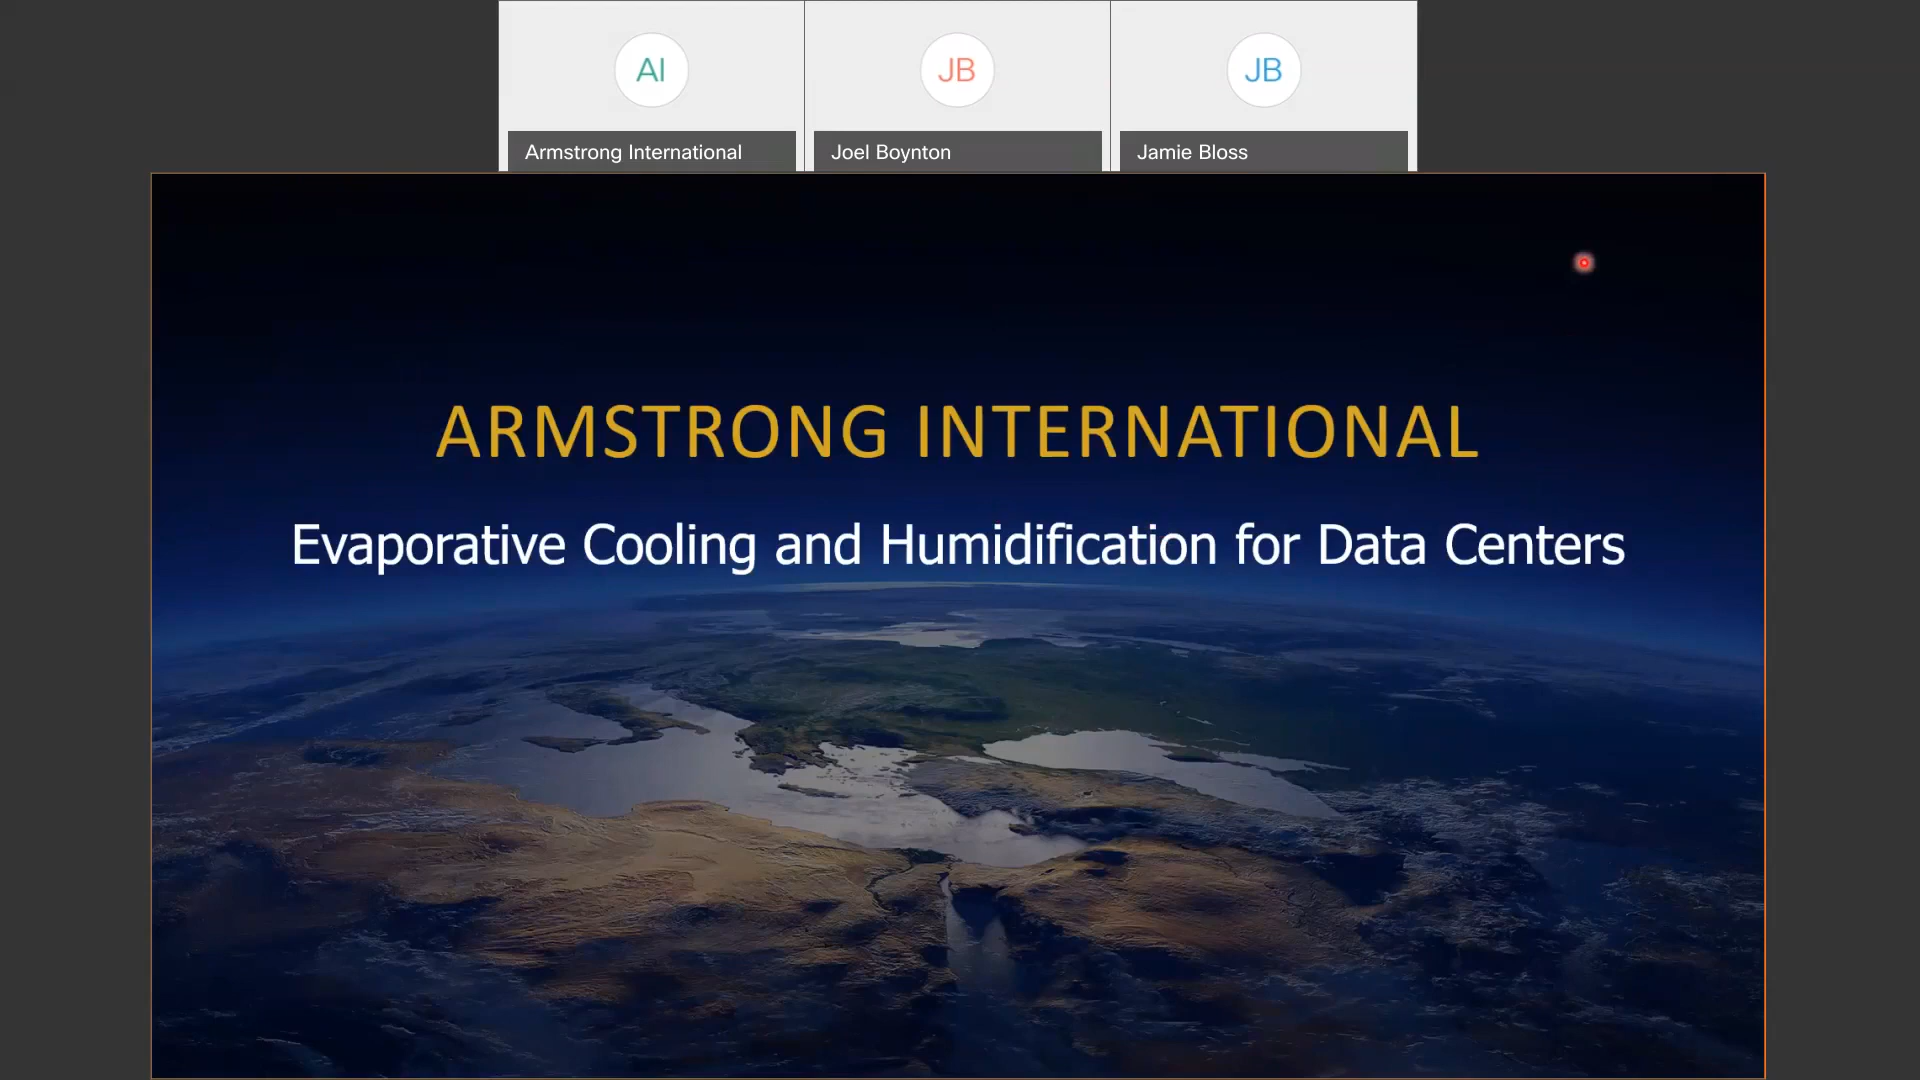 AI
JB
JB
Armstrong International
Joel Boynton
Jamie Bloss
ARMSTRONG INTERNATIONAL
Evaporative Cooling and Humidification for Data Centers